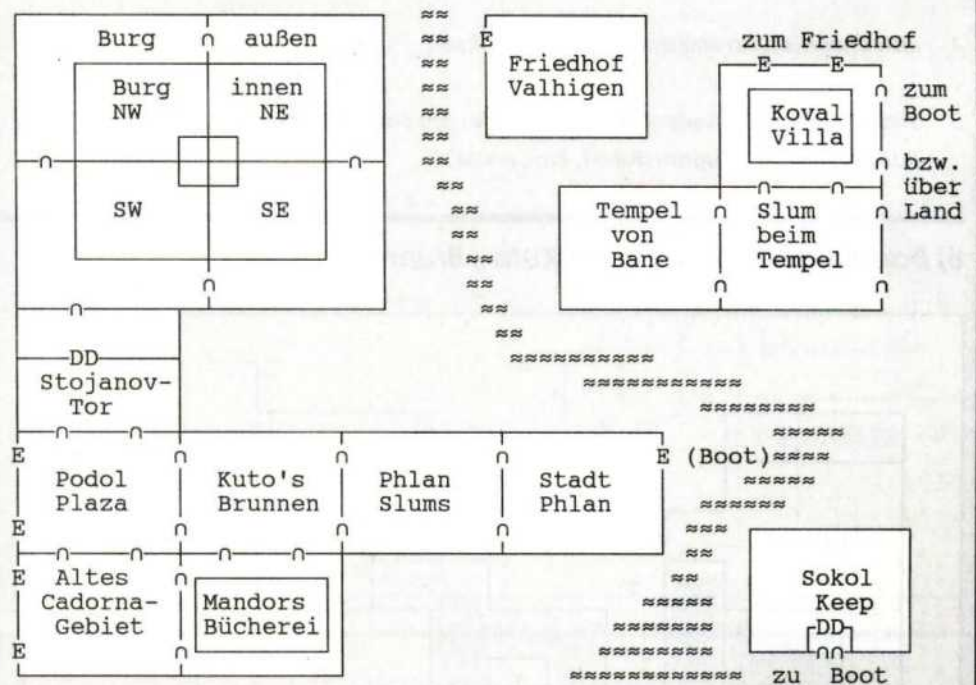 Burg ∩ außen
Burg innen
NW NE
SW SE
E
Friedhof
Valhigen
zum Friedhof
E E
Koval
Villa
zum
Boot
bzw.
über
Land
Tempel
von
Bane
Slum
beim
Tempel
DD
Stojanov-
Tor
E E (Boot)
Podol
Plaza
Kuto's
Brunnen
Phlan
Slums
Stadt
Phlan
E
E
Altes
Cadorna-
Gebiet
E
Mandors
Bücherei
Sokol
Keep
DD
zu Boot